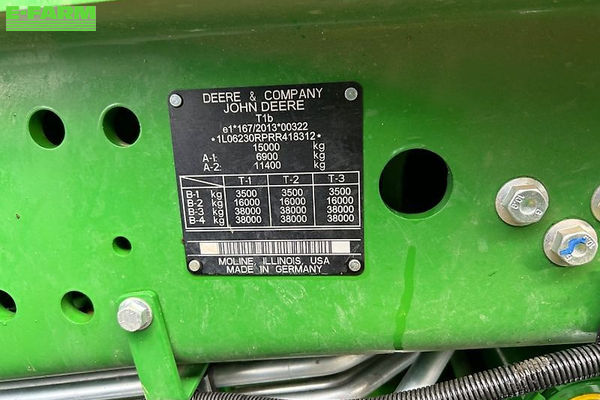 E-FARM
DEERE & COMPANY
JOHN DEERE
T1b
e1*167/2013*00322
*1L06230RPRR418312*
15000 kg
A-1: 6900 kg
A-2: 11400 kg
T-1 T-2 T-3
B-1 kg 3500 3500 3500
B-2 kg 16000 16000 16000
B-3 kg 38000 38000 38000
B-4 kg 38000 38000 38000
MOLINE, ILLINOIS, USA
MADE IN GERMANY